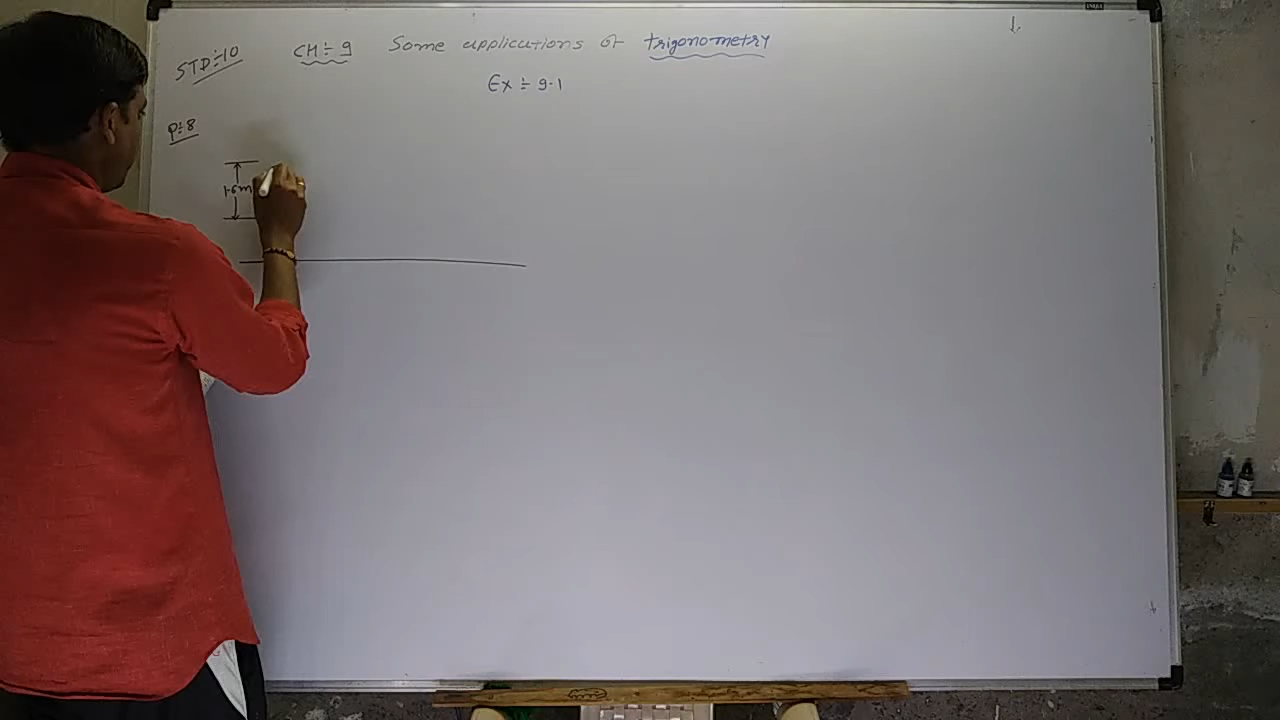 STD÷10
CH÷9 Some applications of trigonometry
Ex÷9.1
P÷8
1.6m